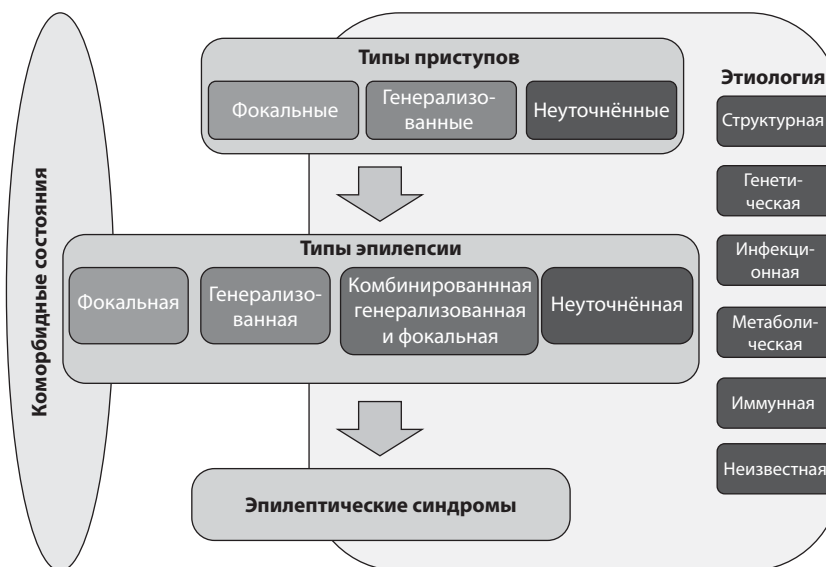 Типы приступов
Фокальные
Генерализо-
ванные
Неуточнённые
Этиология
Структурная
Генети-
ческая
Инфекци-
онная
Метаболи-
ческая
Иммунная
Неизвестная
Коморбидные состояния
Типы эпилепсии
Фокальная
Генерализо-
ванная
Комбинированнная
генерализованная
и фокальная
Неуточнённая
Эпилептические синдромы